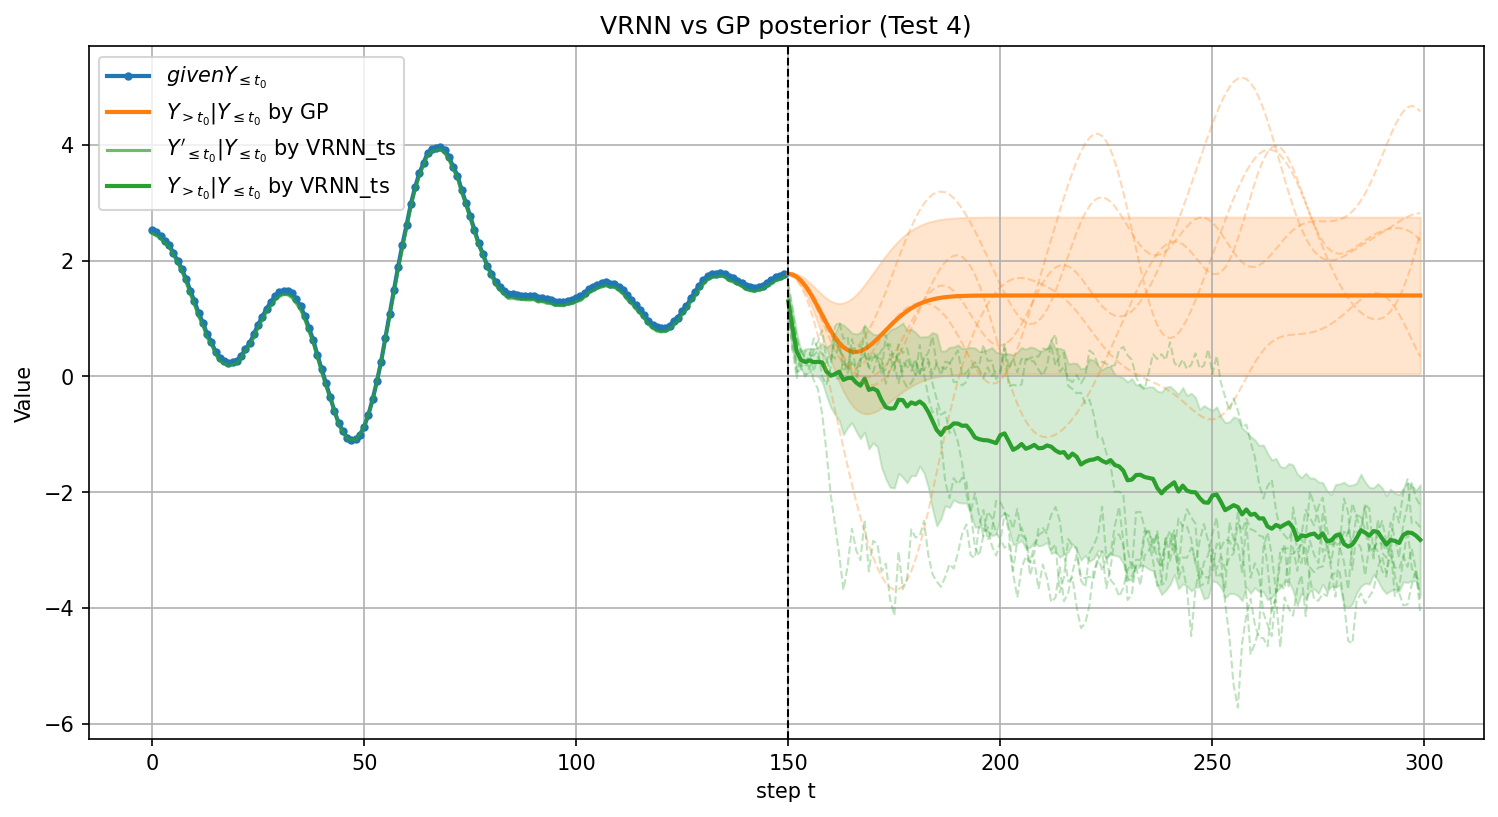 VRNN vs GP posterior (Test 4)
givenY≤t₀
Y>t₀|Y≤t₀ by GP
Y′≤t₀|Y≤t₀ by VRNN_ts
Y>t₀|Y≤t₀ by VRNN_ts
Value
4
2
0
−2
−4
−6
0 50 100 150 200 250 300
step t